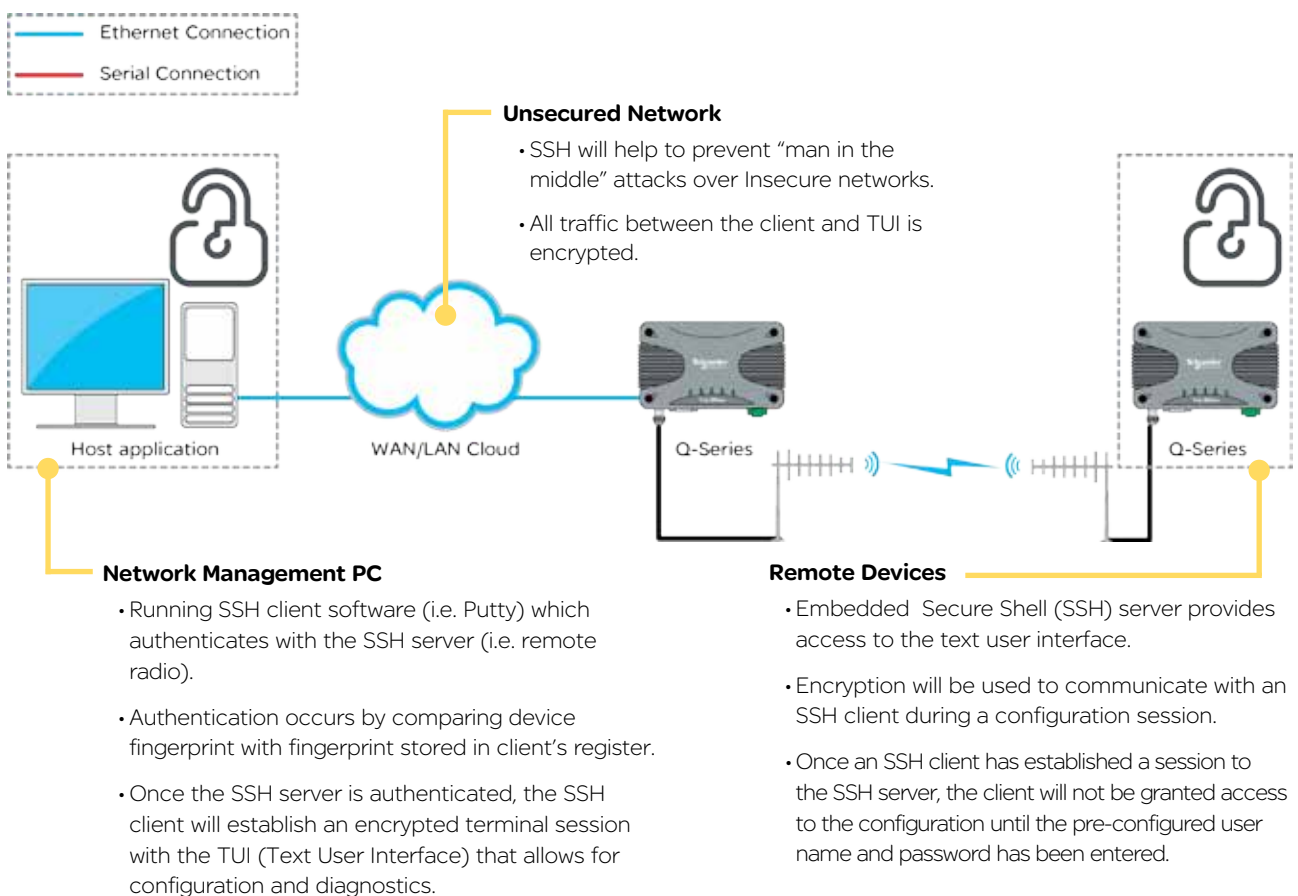 Ethernet Connection
Serial Connection
Unsecured Network
• SSH will help to prevent “man in the
middle” attacks over Insecure networks.
• All traffic between the client and TUI is
encrypted.
Host application
WAN/LAN Cloud
Q-Series
Q-Series
Network Management PC
• Running SSH client software (i.e. Putty) which
authenticates with the SSH server (i.e. remote
radio).
• Authentication occurs by comparing device
fingerprint with fingerprint stored in client’s register.
• Once the SSH server is authenticated, the SSH
client will establish an encrypted terminal session
with the TUI (Text User Interface) that allows for
configuration and diagnostics.
Remote Devices
• Embedded Secure Shell (SSH) server provides
access to the text user interface.
• Encryption will be used to communicate with an
SSH client during a configuration session.
• Once an SSH client has established a session to
the SSH server, the client will not be granted access
to the configuration until the pre-configured user
name and password has been entered.